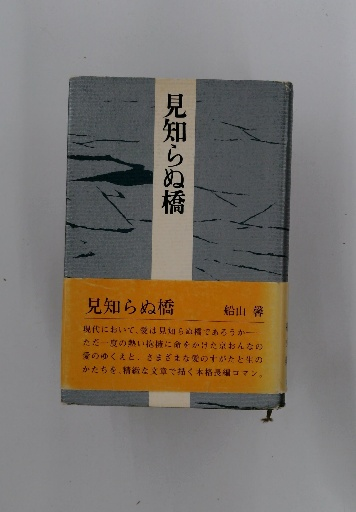 見知らぬ橋
見知らぬ橋 船山 馨
現代において、愛は見知らぬ橋であろうか―
ただ一度の熱い抱擁に命をかけた京おんなの
愛のゆくえと、さまざまな愛のすがたと生の
かたちを、精緻な文章で描く本格長編ロマン。